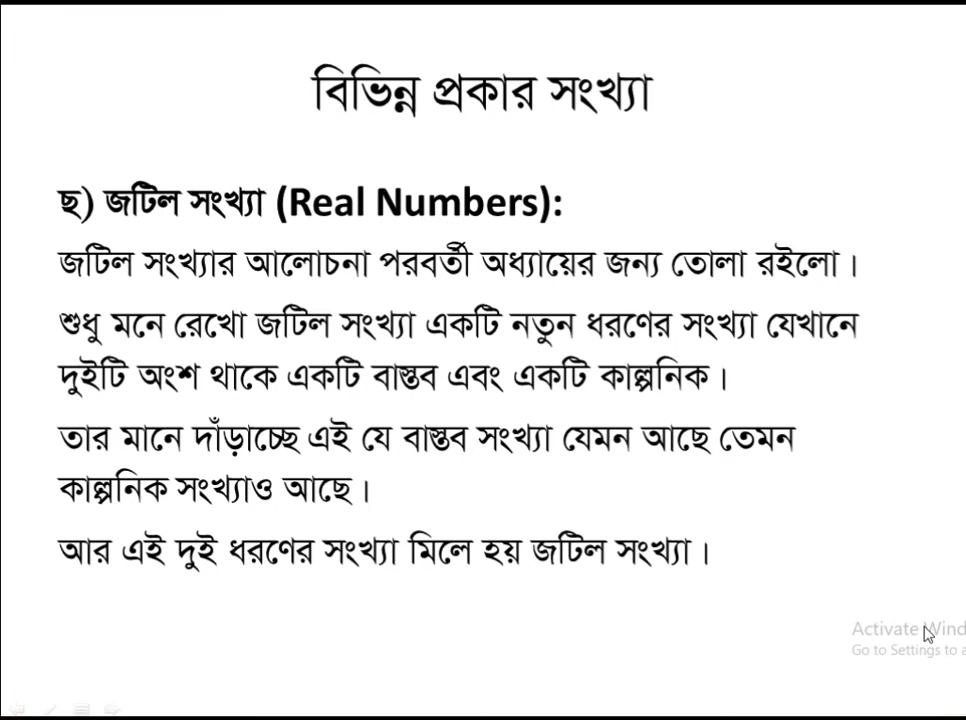 বিভিন্ন প্রকার সংখ্যা
ছ) জটিল সংখ্যা (Real Numbers):
জটিল সংখ্যার আলোচনা পরবর্তী অধ্যায়ের জন্য তোলা রইলো।
শুধু মনে রেখো জটিল সংখ্যা একটি নতুন ধরণের সংখ্যা যেখানে
দুইটি অংশ থাকে একটি বাস্তব এবং একটি কাল্পনিক।
তার মানে দাঁড়াচ্ছে এই যে বাস্তব সংখ্যা যেমন আছে তেমন
কাল্পনিক সংখ্যাও আছে।
আর এই দুই ধরণের সংখ্যা মিলে হয় জটিল সংখ্যা।
Activate Wind
Go to Settings to a